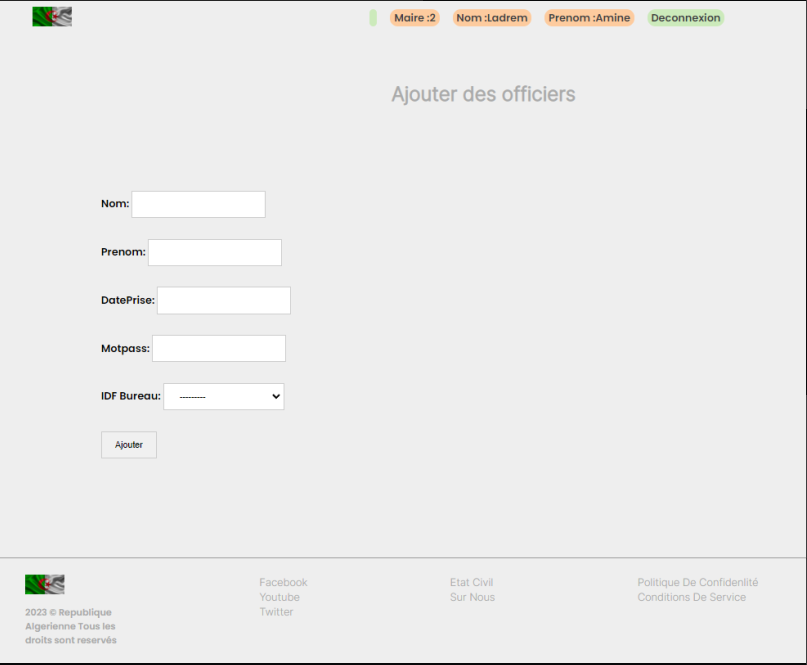 Maire :2 Nom :Ladrem Prenom :Amine Deconnexion
Ajouter des officiers
Nom:
Prenom:
DatePrise:
Motpass:
IDF Bureau: ---------
Ajouter
2023 © Republique
Algerienne Tous les
droits sont reservés
Facebook
Youtube
Twitter
Etat Civil
Sur Nous
Politique De Confidenlité
Conditions De Service